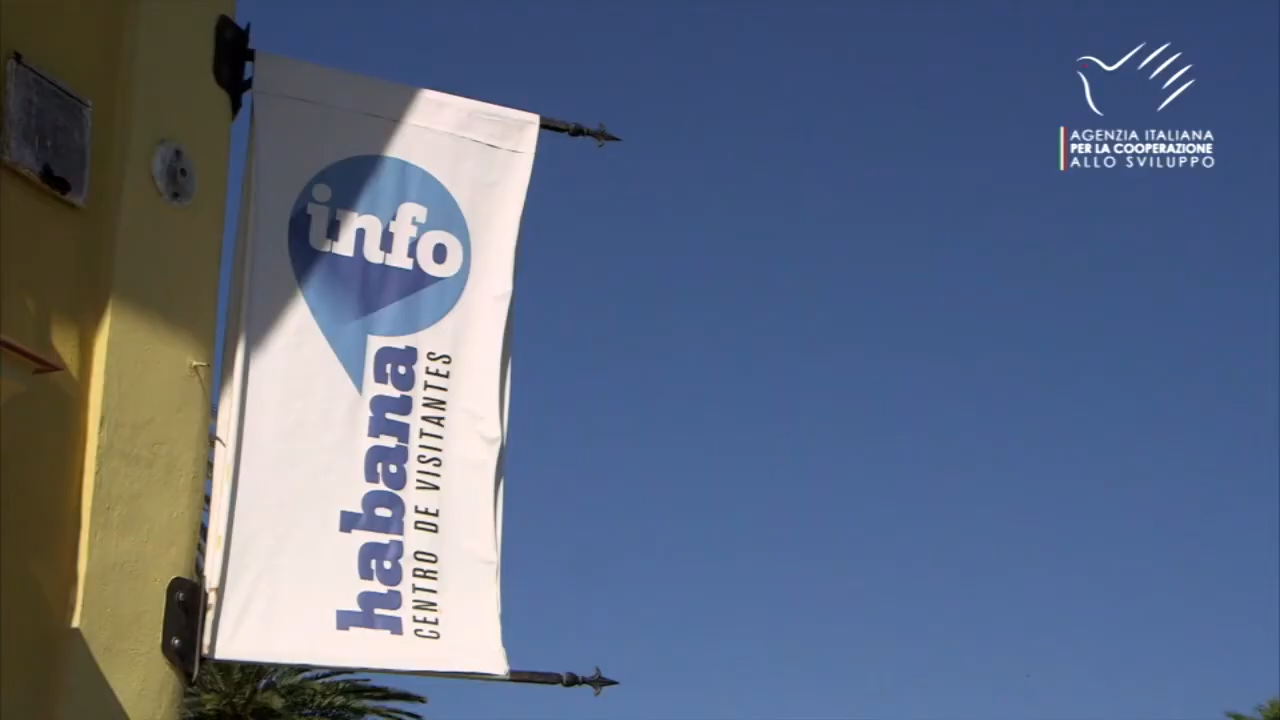 info
habana
CENTRO DE VISITANTES
AGENZIA ITALIANA
PER LA COOPERAZIONE
ALLO SVILUPPO